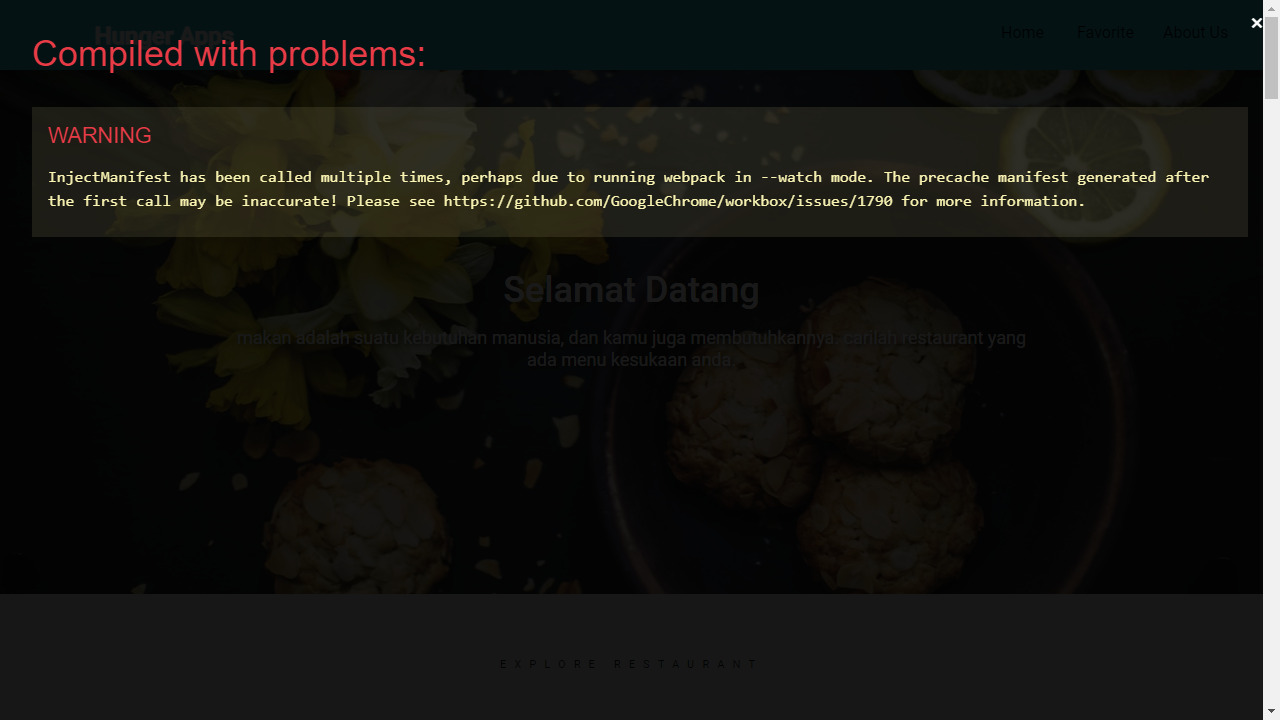 Hunger Apps
Home Favorite About Us
×
Compiled with problems:
WARNING
InjectManifest has been called multiple times, perhaps due to running webpack in --watch mode. The precache manifest generated after
the first call may be inaccurate! Please see https://github.com/GoogleChrome/workbox/issues/1790 for more information.
Selamat Datang
makan adalah suatu kebutuhan manusia, dan kamu juga membutuhkannya. carilah restaurant yang
ada menu kesukaan anda.
EXPLORE RESTAURANT